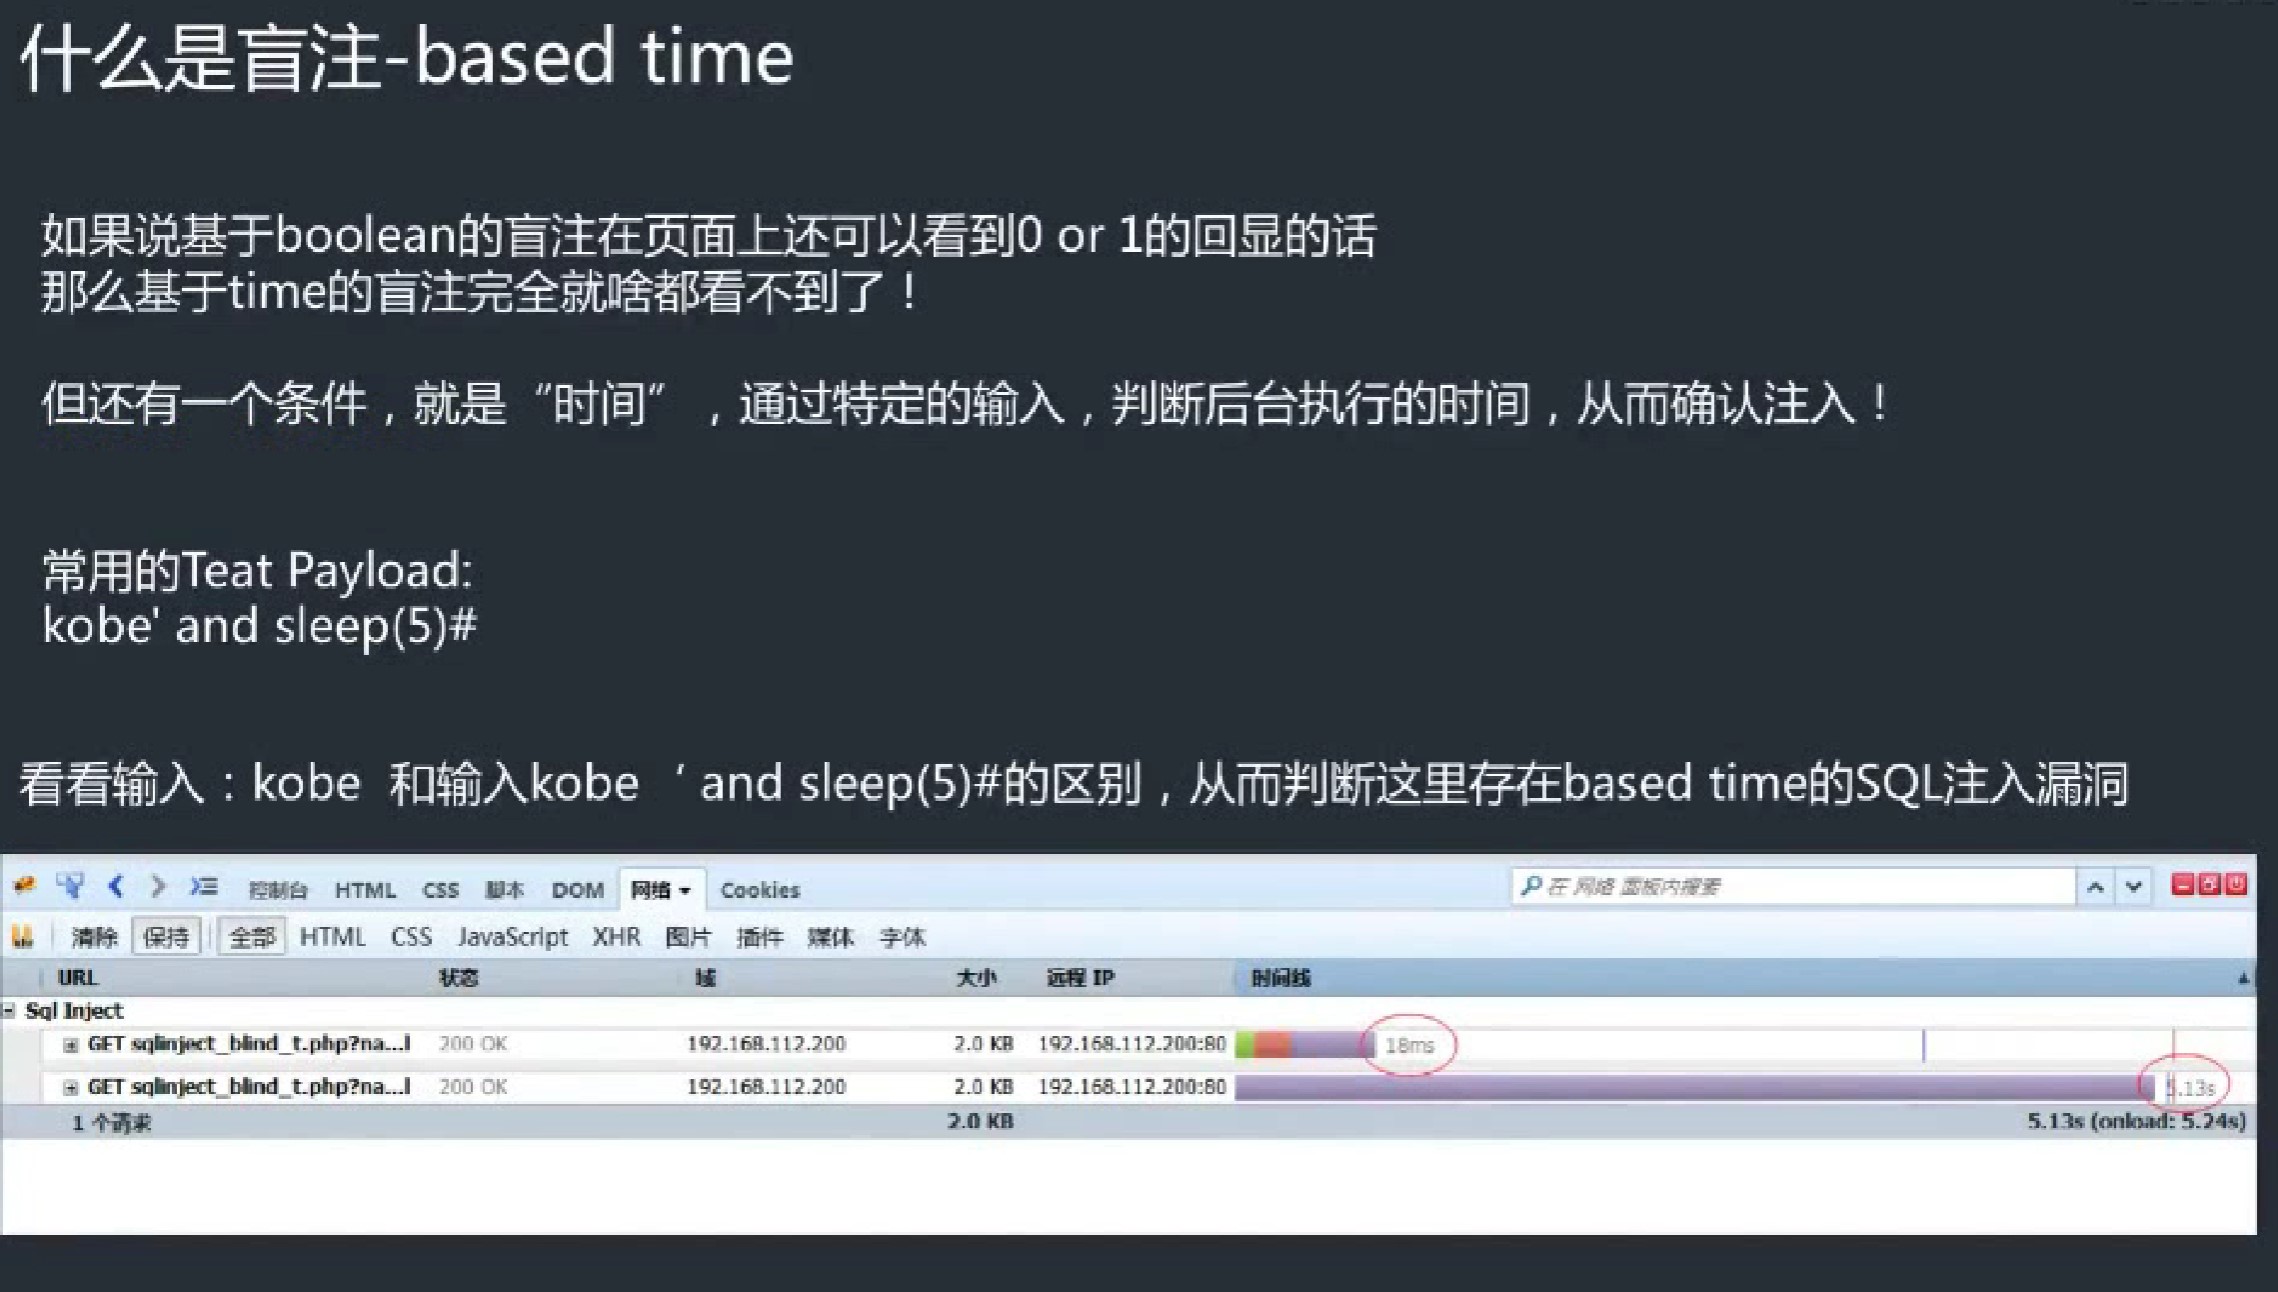 什么是盲注-based time
如果说基于boolean的盲注在页面上还可以看到0 or 1的回显的话
那么基于time的盲注完全就啥都看不到了！
但还有一个条件，就是“时间”，通过特定的输入，判断后台执行的时间，从而确认注入！
常用的Teat Payload:
kobe' and sleep(5)#
看看输入：kobe 和输入kobe ‘ and sleep(5)#的区别，从而判断这里存在based time的SQL注入漏洞
控制台 HTML CSS 脚本 DOM 网络 Cookies 在 网络 面板内搜索
清除 保持 全部 HTML CSS JavaScript XHR 图片 插件 媒体 字体
URL 状态 域 大小 远程 IP 时间线
Sql Inject
GET sqlinject_blind_t.php?na...l 200 OK 192.168.112.200 2.0 KB 192.168.112.200:80 18ms
GET sqlinject_blind_t.php?na...l 200 OK 192.168.112.200 2.0 KB 192.168.112.200:80 5.13s
1 个请求 2.0 KB 5.13s (onload: 5.24s)